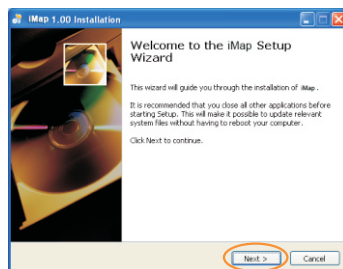 iMap 1.00 Installation
Welcome to the iMap Setup
Wizard
This wizard will guide you through the installation of iMap .
It is recommended that you close all other applications before
starting Setup. This will make it possible to update relevant
system files without having to reboot your computer.
Click Next to continue.
Next > Cancel